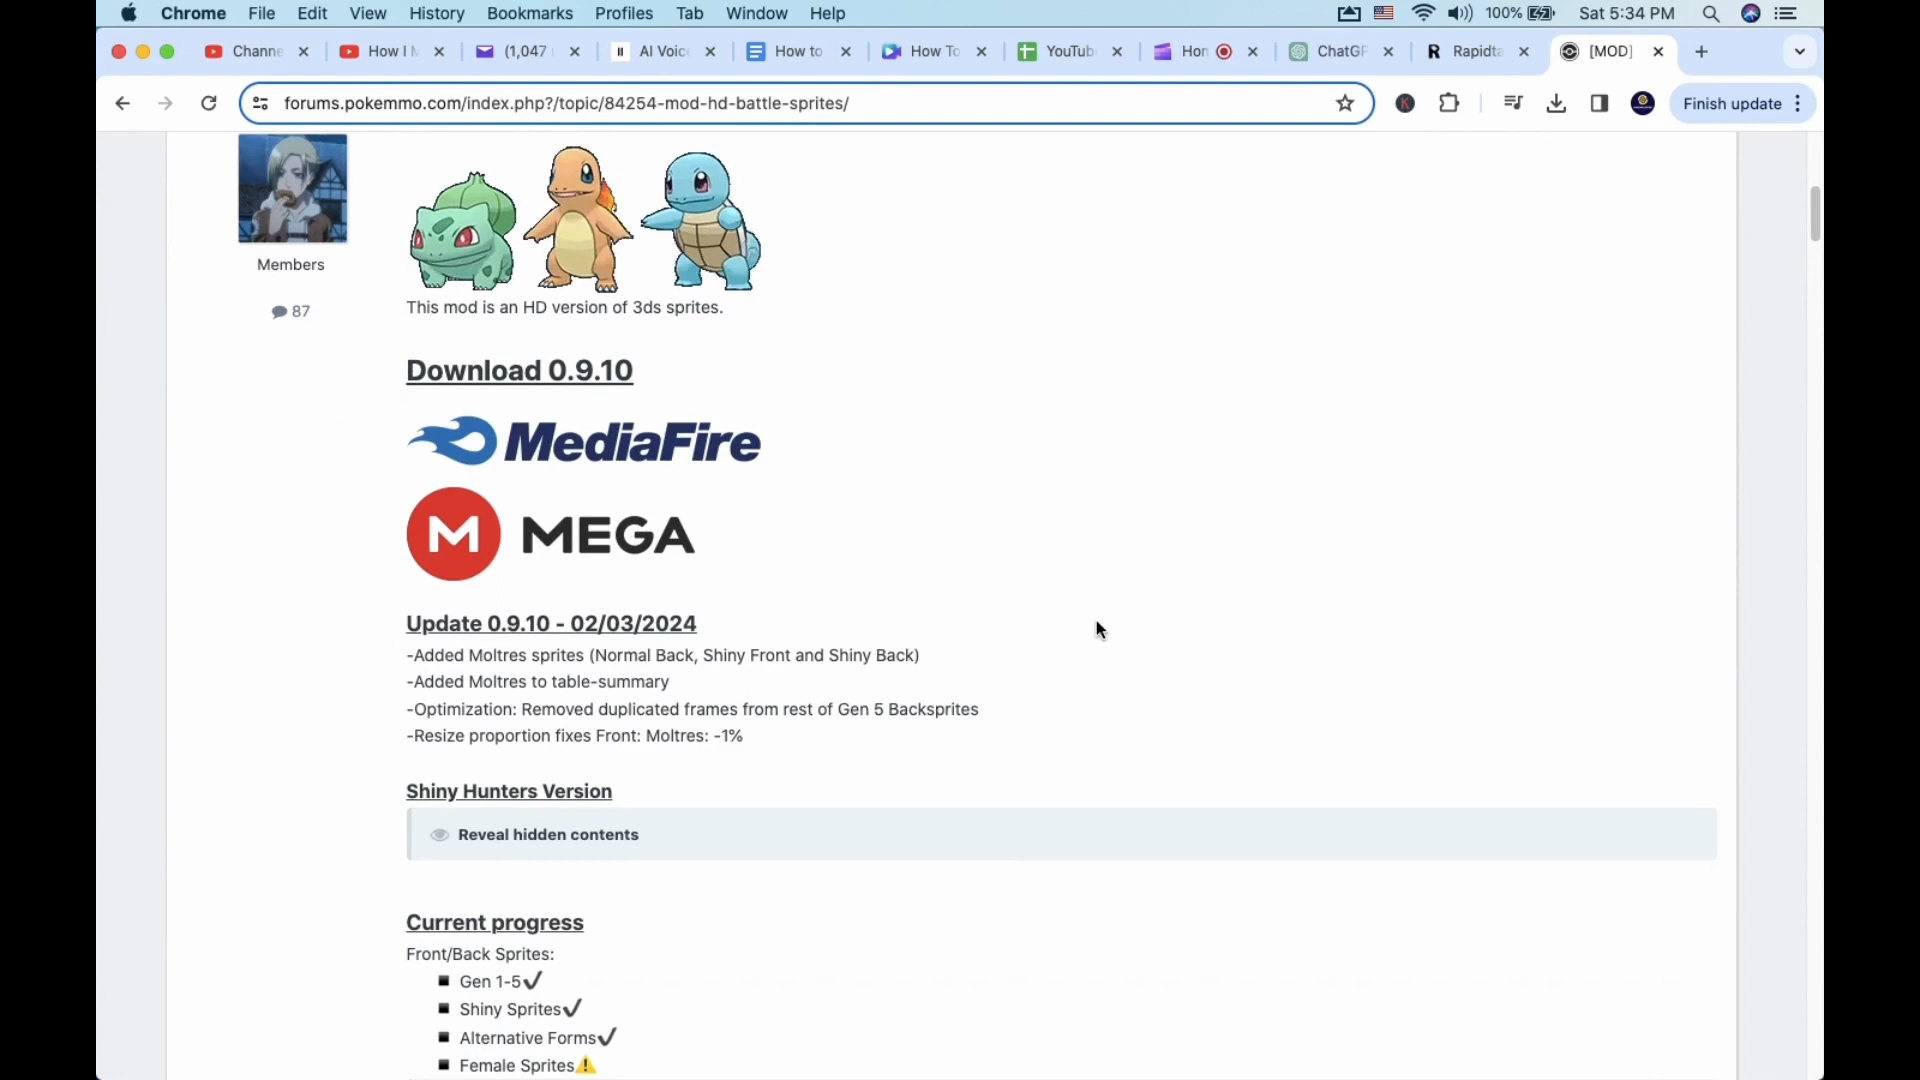 Chrome File Edit View History Bookmarks Profiles Tab Window Help 100% Sat 5:34 PM
Channe How I M (1,047 AI Voic How to How To YouTub Hom ChatGP Rapidta [MOD]
forums.pokemmo.com/index.php?/topic/84254-mod-hd-battle-sprites/ K Finish update
Members
87
This mod is an HD version of 3ds sprites.
Download 0.9.10
MediaFire
M MEGA
Update 0.9.10 - 02/03/2024
-Added Moltres sprites (Normal Back, Shiny Front and Shiny Back)
-Added Moltres to table-summary
-Optimization: Removed duplicated frames from rest of Gen 5 Backsprites
-Resize proportion fixes Front: Moltres: -1%
Shiny Hunters Version
Reveal hidden contents
Current progress
Front/Back Sprites:
Gen 1-5✔
Shiny Sprites✔
Alternative Forms✔
Female Sprites⚠